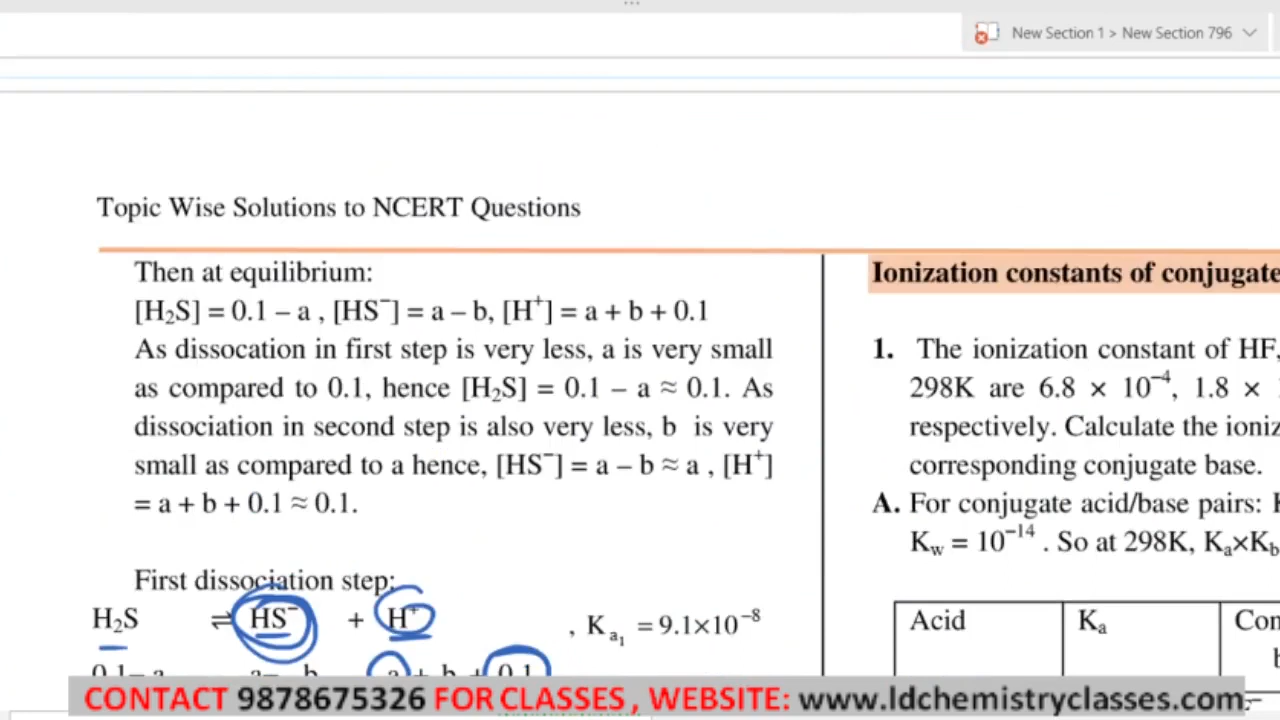 New Section 1 > New Section 796
Topic Wise Solutions to NCERT Questions
Then at equilibrium:
[H₂S] = 0.1 – a , [HS⁻] = a – b, [H⁺] = a + b + 0.1
As dissocation in first step is very less, a is very small
as compared to 0.1, hence [H₂S] = 0.1 – a ≈ 0.1. As
dissociation in second step is also very less, b is very
small as compared to a hence, [HS⁻] = a – b ≈ a , [H⁺]
= a + b + 0.1 ≈ 0.1.
First dissociation step:
H₂S ⇌ HS⁻ + H⁺ , Kₐ₁ = 9.1×10⁻⁸
0.1 – a a – b a + b + 0.1
Ionization constants of conjugate
1. The ionization constant of HF,
298K are 6.8 × 10⁻⁴, 1.8 ×
respectively. Calculate the ioniz
corresponding conjugate base.
A. For conjugate acid/base pairs: K
K_w = 10⁻¹⁴ . So at 298K, Kₐ×K_b
Acid Kₐ Con
CONTACT 9878675326 FOR CLASSES , WEBSITE: www.ldchemistryclasses.com.